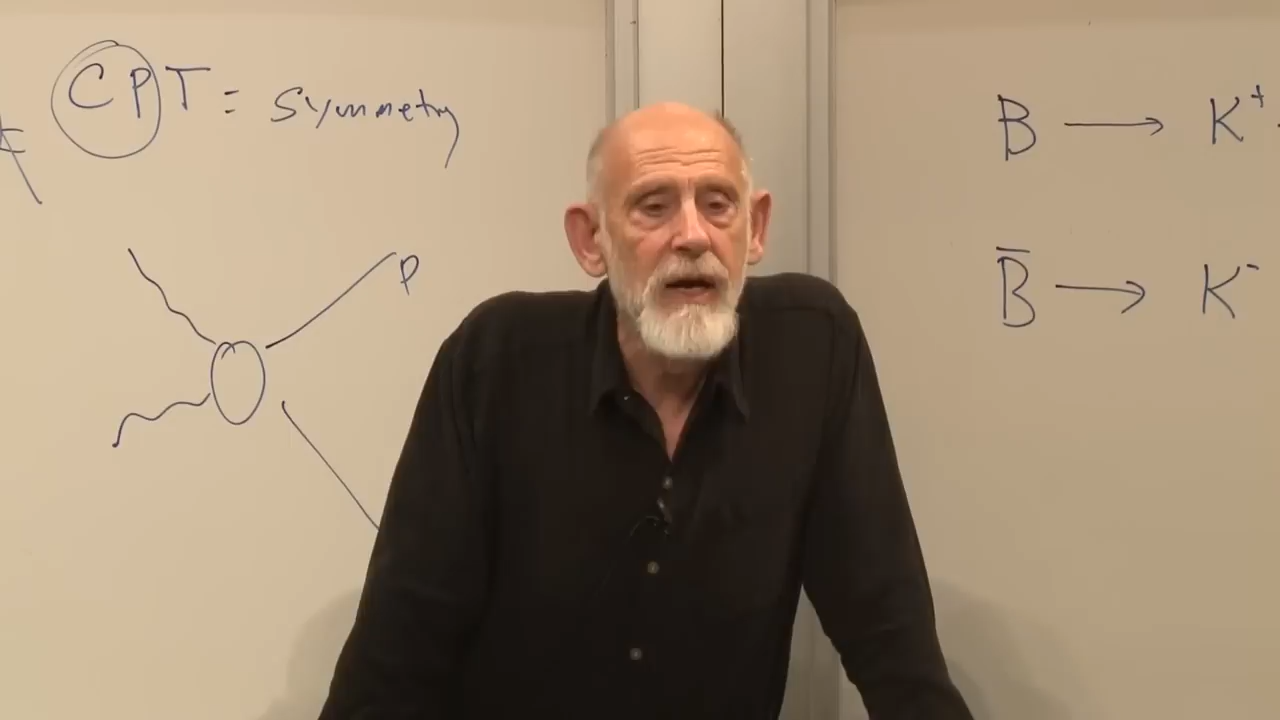 CPT = Symmetry
P
B → K⁺
B̄ → K⁻